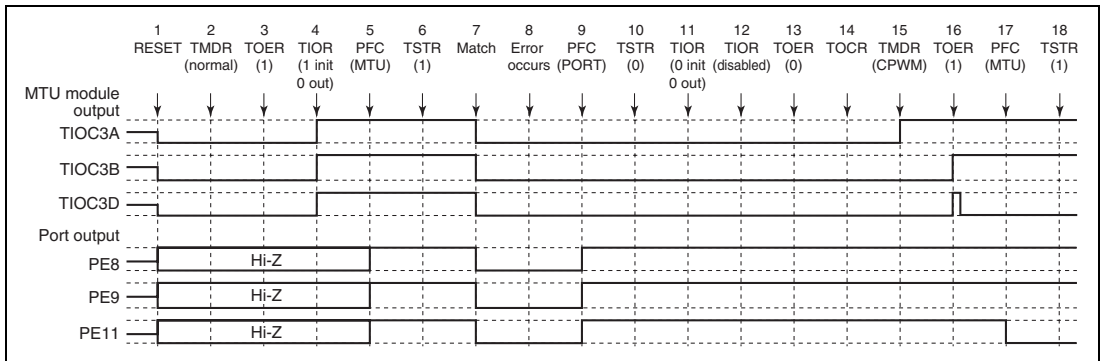 1 2 3 4 5 6 7 8 9 10 11 12 13 14 15 16 17 18
RESET TMDR TOER TIOR PFC TSTR Match Error PFC TSTR TIOR TIOR TOER TOCR TMDR TOER PFC TSTR
(normal) (1) (1 init (MTU) (1) occurs (PORT) (0) (0 init (disabled) (0) (CPWM) (1) (MTU) (1)
0 out) 0 out)
MTU module
output
TIOC3A
TIOC3B
TIOC3D
Port output
PE8 Hi-Z
PE9 Hi-Z
PE11 Hi-Z